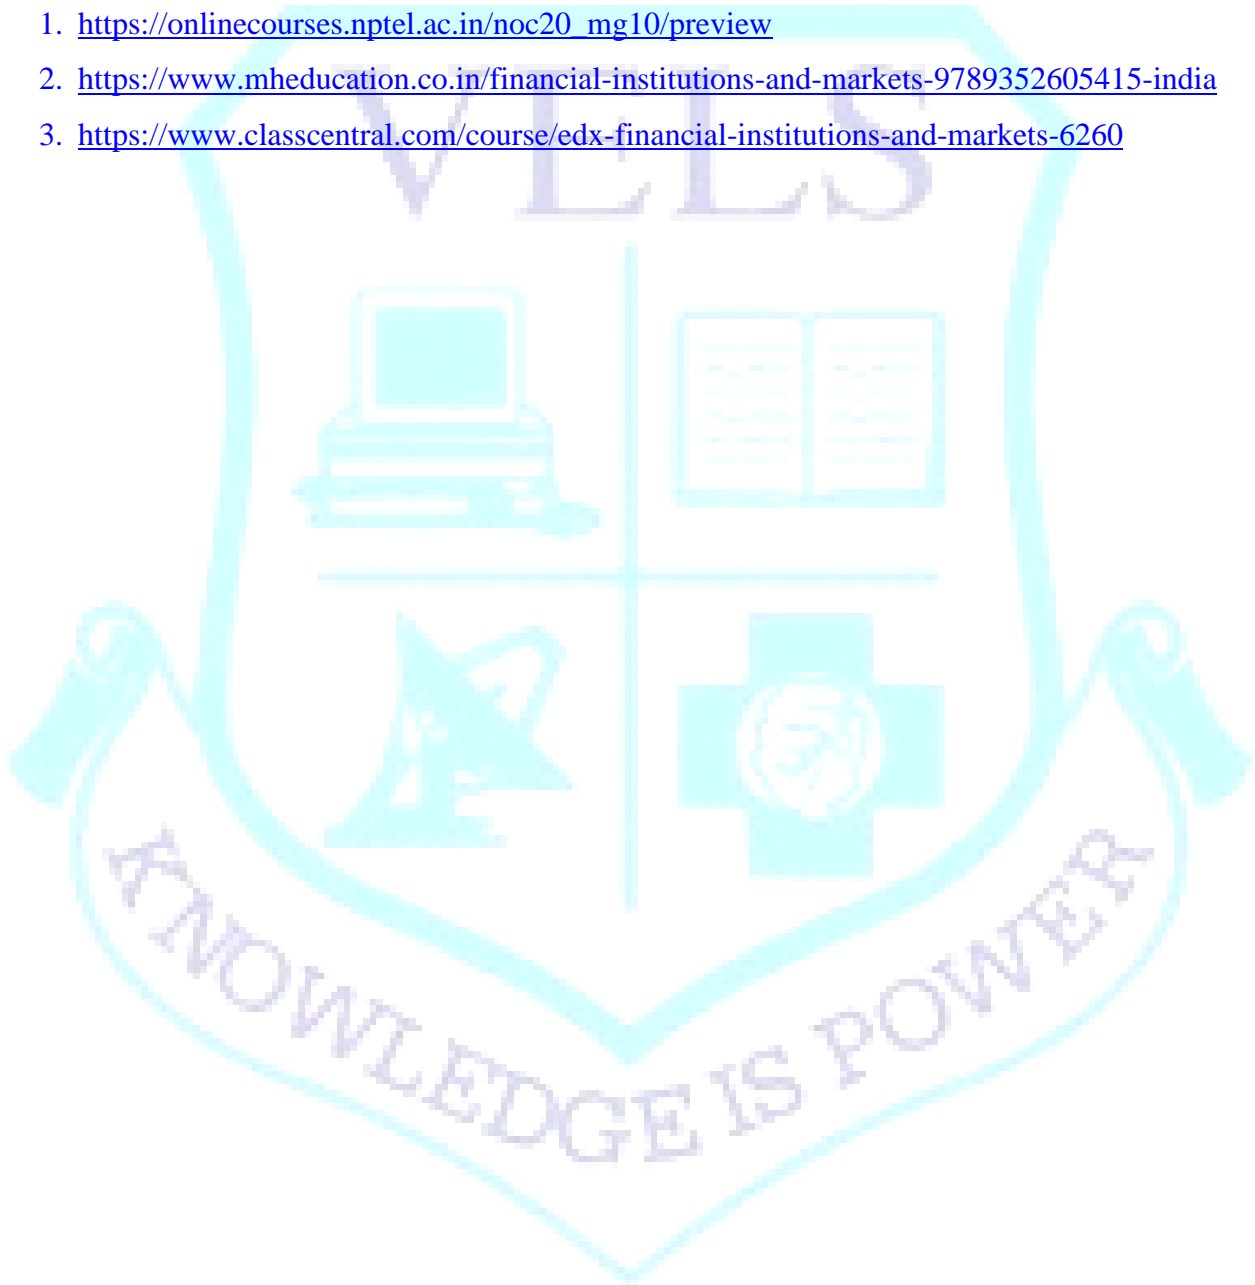 1. https://onlinecourses.nptel.ac.in/noc20_mg10/preview
2. https://www.mheducation.co.in/financial-institutions-and-markets-9789352605415-india
3. https://www.classcentral.com/course/edx-financial-institutions-and-markets-6260
VELS
KNOWLEDGE IS POWER